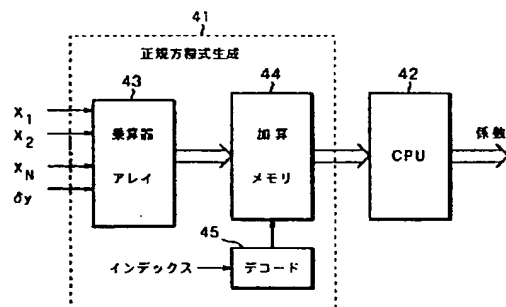 41
正規方程式生成
43
44
42
X1
X2
XN
δy
乗算器
アレイ
加算
メモリ
CPU
係数
45
インデックス
デコード